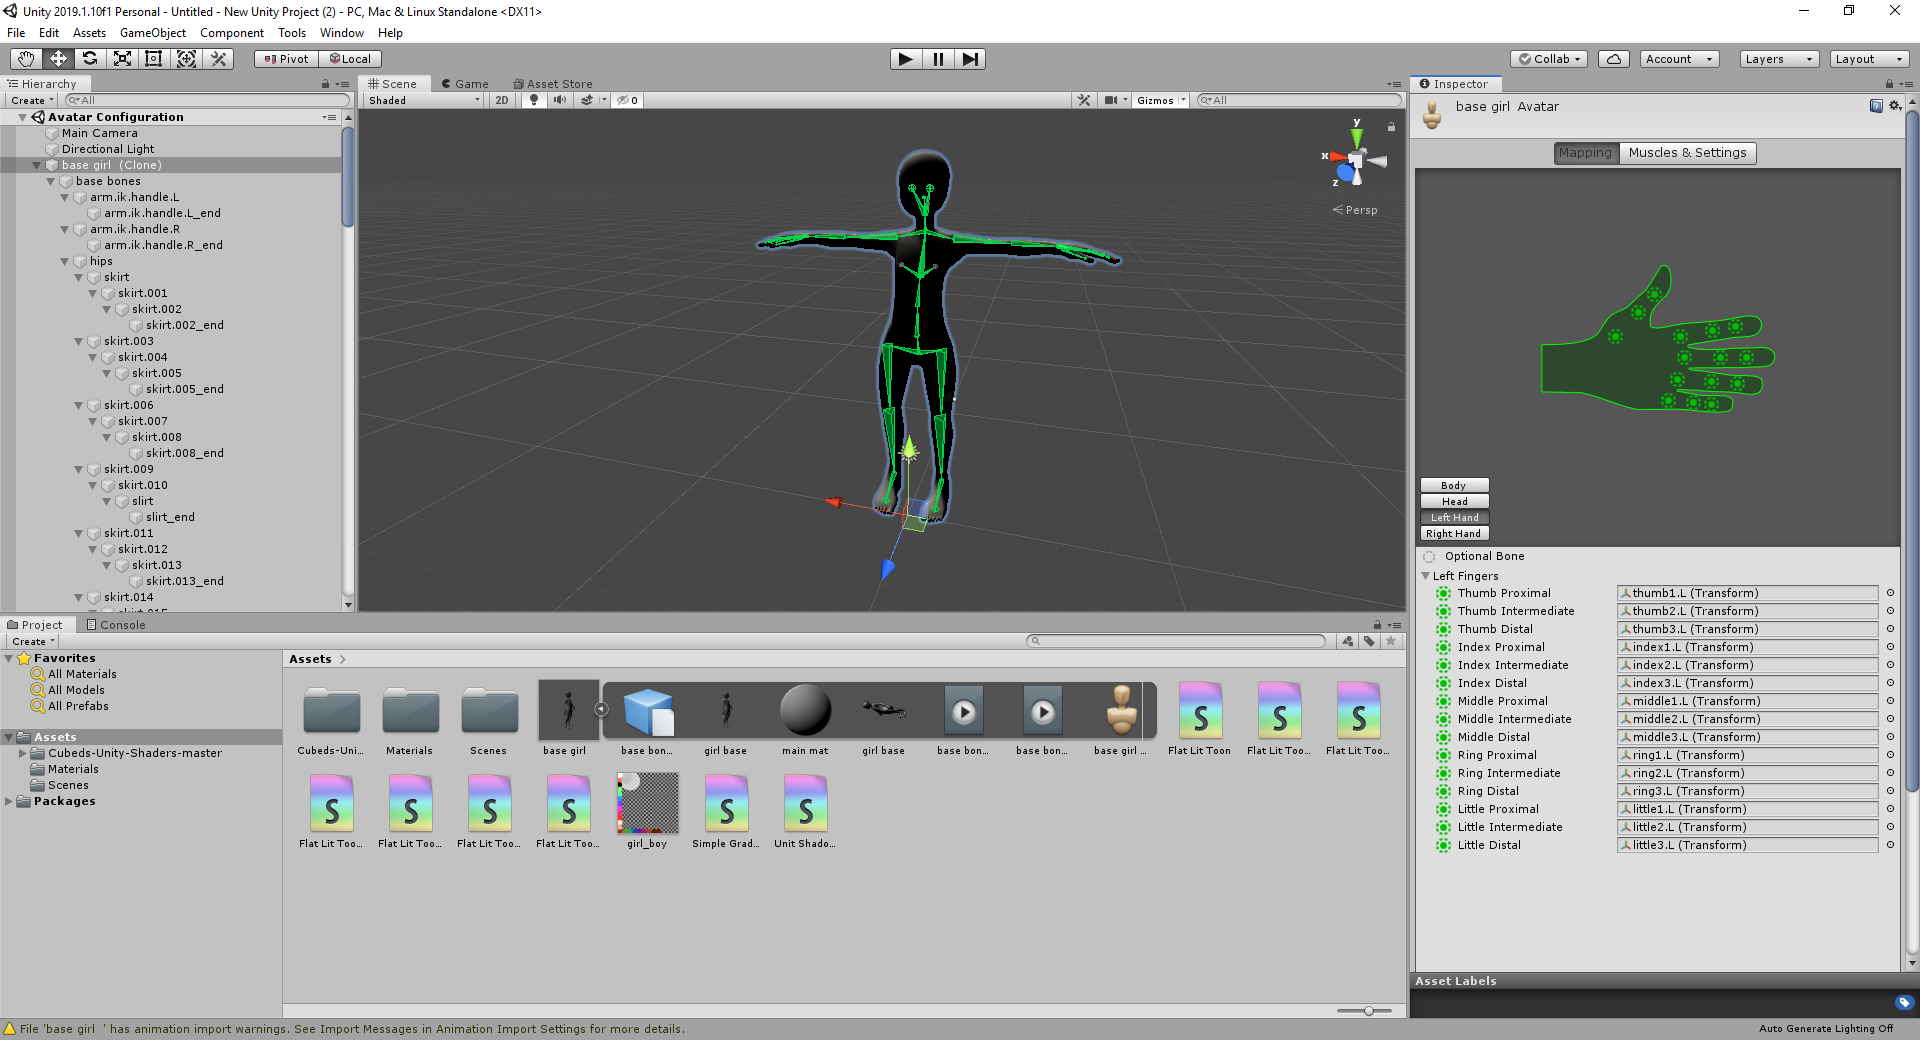 Unity 2019.1.10f1 Personal - Untitled - New Unity Project (2) - PC, Mac & Linux Standalone <DX11>
File Edit Assets GameObject Component Tools Window Help
Pivot Local
Collab Account Layers Layout
Hierarchy
Create All
Avatar Configuration
Main Camera
Directional Light
base girl (Clone)
base bones
arm.ik.handle.L
arm.ik.handle.L_end
arm.ik.handle.R
arm.ik.handle.R_end
hips
skirt
skirt.001
skirt.002
skirt.002_end
skirt.003
skirt.004
skirt.005
skirt.005_end
skirt.006
skirt.007
skirt.008
skirt.008_end
skirt.009
skirt.010
slirt
slirt_end
skirt.011
skirt.012
skirt.013
skirt.013_end
skirt.014
Scene Game Asset Store
Shaded 2D 0 Gizmos All
y
x
z
Persp
Inspector
base girl Avatar
Mapping Muscles & Settings
Body
Head
Left Hand
Right Hand
Optional Bone
Left Fingers
Thumb Proximal thumb1.L (Transform)
Thumb Intermediate thumb2.L (Transform)
Thumb Distal thumb3.L (Transform)
Index Proximal index1.L (Transform)
Index Intermediate index2.L (Transform)
Index Distal index3.L (Transform)
Middle Proximal middle1.L (Transform)
Middle Intermediate middle2.L (Transform)
Middle Distal middle3.L (Transform)
Ring Proximal ring1.L (Transform)
Ring Intermediate ring2.L (Transform)
Ring Distal ring3.L (Transform)
Little Proximal little1.L (Transform)
Little Intermediate little2.L (Transform)
Little Distal little3.L (Transform)
Asset Labels
Project Console
Create
Favorites
All Materials
All Models
All Prefabs
Assets
Cubeds-Unity-Shaders-master
Materials
Scenes
Packages
Assets
Cubeds-Uni... Materials Scenes base girl base bon... girl base main mat girl base base bon... base bon... base girl ... Flat Lit Toon Flat Lit Too... Flat Lit Too...
Flat Lit Too... Flat Lit Too... Flat Lit Too... Flat Lit Too... girl_boy Simple Grad... Unit Shado...
File 'base girl ' has animation import warnings. See Import Messages in Animation Import Settings for more details.
Auto Generate Lighting Off